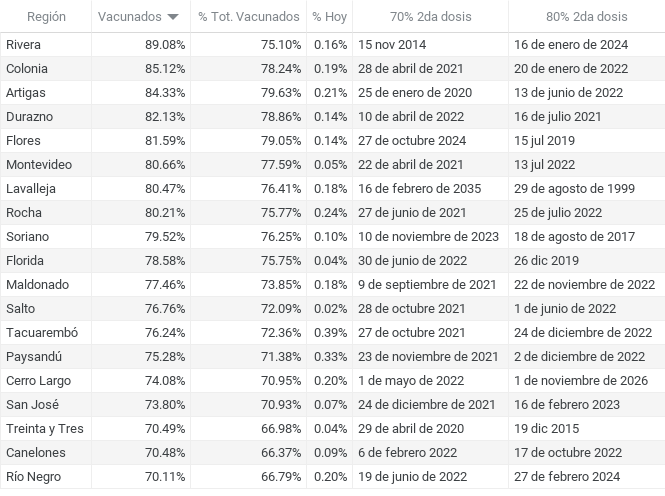 Región Vacunados % Tot. Vacunados % Hoy 70% 2da dosis 80% 2da dosis
Rivera 89.08% 75.10% 0.16% 15 nov 2014 16 de enero de 2024
Colonia 85.12% 78.24% 0.19% 28 de abril de 2021 20 de enero de 2022
Artigas 84.33% 79.63% 0.21% 25 de enero de 2020 13 de junio de 2022
Durazno 82.13% 78.86% 0.14% 10 de abril de 2022 16 de julio 2021
Flores 81.59% 79.05% 0.14% 27 de octubre 2024 15 jul 2019
Montevideo 80.66% 77.59% 0.05% 22 de abril de 2021 13 jul 2022
Lavalleja 80.47% 76.41% 0.18% 16 de febrero de 2035 29 de agosto de 1999
Rocha 80.21% 75.77% 0.24% 27 de junio de 2021 25 de julio 2022
Soriano 79.52% 76.25% 0.10% 10 de noviembre de 2023 18 de agosto de 2017
Florida 78.58% 75.75% 0.04% 30 de junio de 2022 26 dic 2019
Maldonado 77.46% 73.85% 0.18% 9 de septiembre de 2021 22 de noviembre de 2022
Salto 76.76% 72.09% 0.02% 28 de octubre 2021 1 de junio de 2022
Tacuarembó 76.24% 72.36% 0.39% 27 de octubre 2021 24 de diciembre de 2022
Paysandú 75.28% 71.38% 0.33% 23 de noviembre de 2021 2 de diciembre de 2022
Cerro Largo 74.08% 70.95% 0.20% 1 de mayo de 2022 1 de noviembre de 2026
San José 73.80% 70.93% 0.07% 24 de diciembre de 2021 16 de febrero 2023
Treinta y Tres 70.49% 66.98% 0.04% 29 de abril de 2020 19 dic 2015
Canelones 70.48% 66.37% 0.09% 6 de febrero 2022 17 de octubre de 2022
Río Negro 70.11% 66.79% 0.20% 19 de junio de 2022 27 de febrero 2024